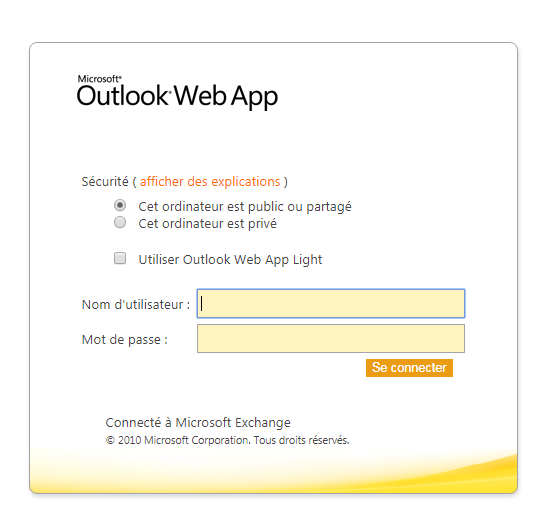 Microsoft®
Outlook® Web App
Sécurité ( afficher des explications )
Cet ordinateur est public ou partagé
Cet ordinateur est privé
Utiliser Outlook Web App Light
Nom d'utilisateur :
Mot de passe :
Se connecter
Connecté à Microsoft Exchange
© 2010 Microsoft Corporation. Tous droits réservés.